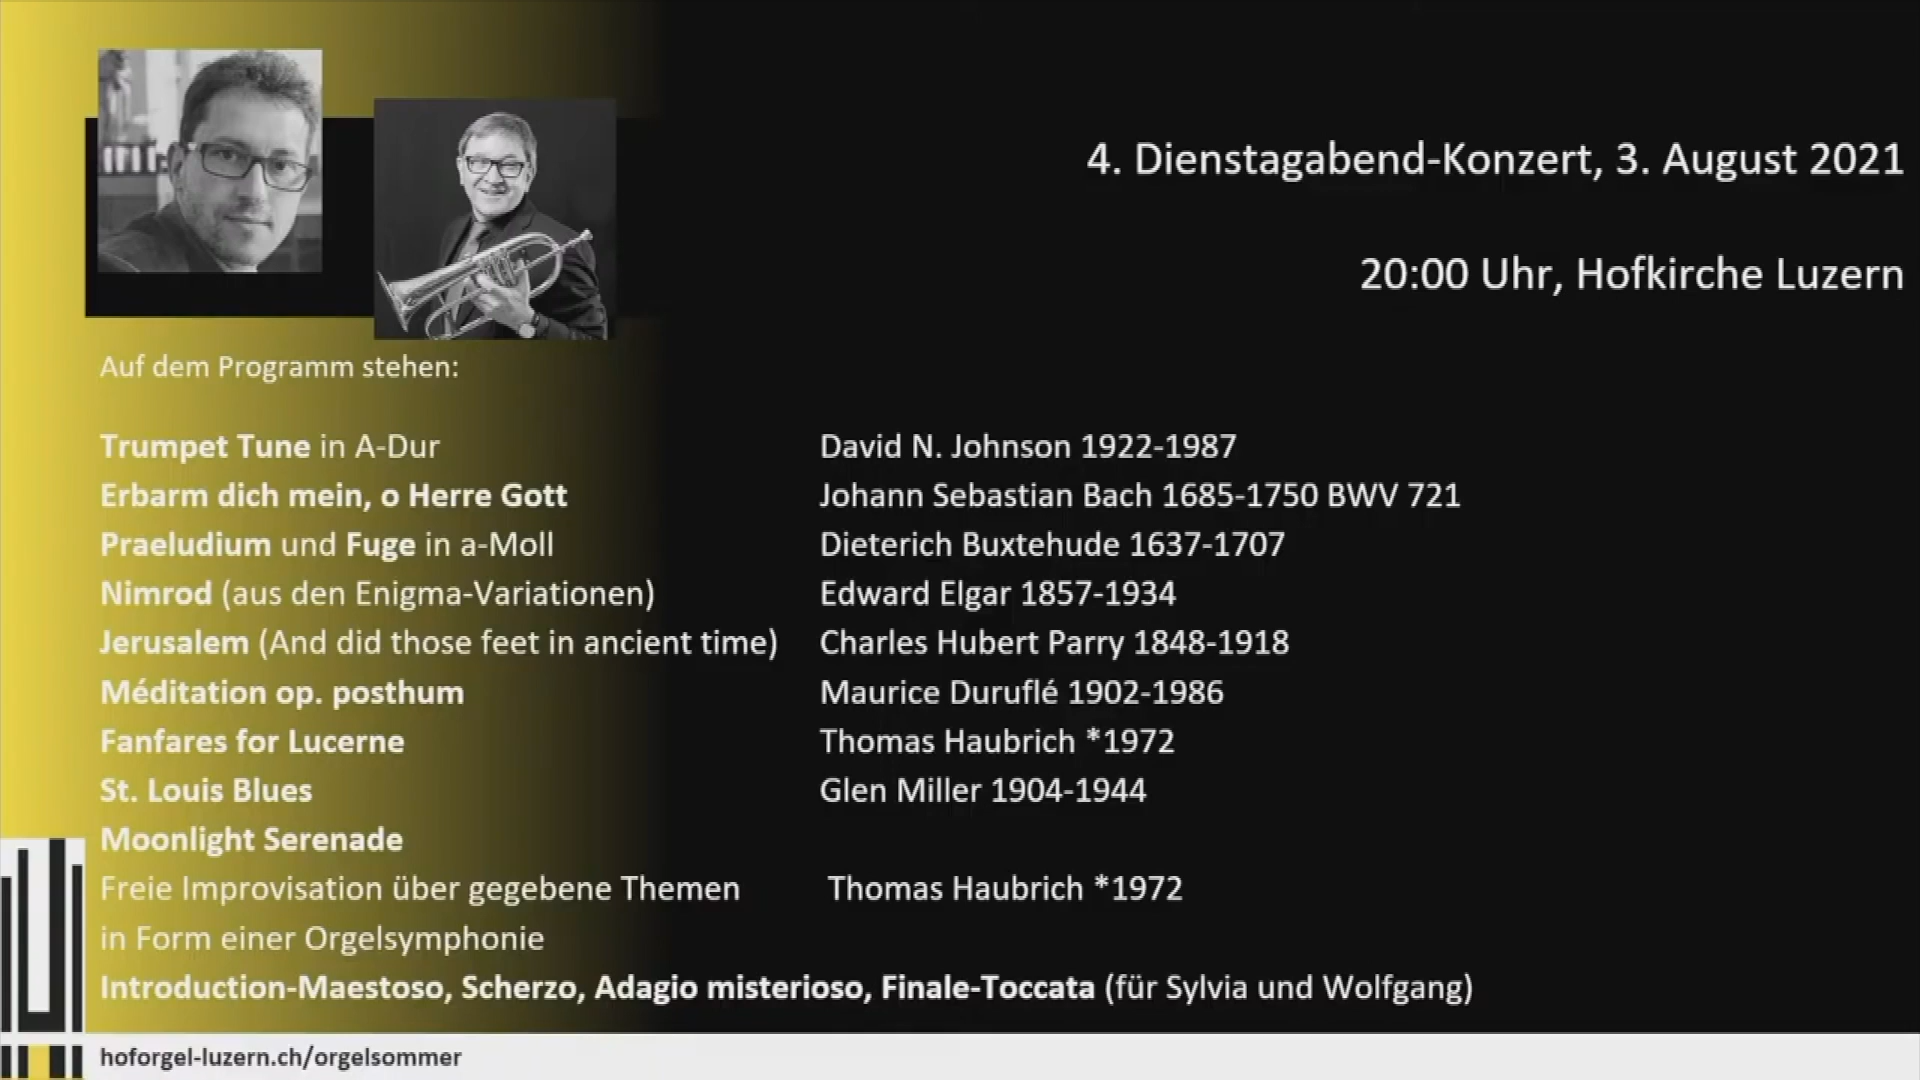 4. Dienstagabend-Konzert, 3. August 2021
20:00 Uhr, Hofkirche Luzern
Auf dem Programm stehen:
Trumpet Tune in A-Dur David N. Johnson 1922-1987
Erbarm dich mein, o Herre Gott Johann Sebastian Bach 1685-1750 BWV 721
Praeludium und Fuge in a-Moll Dieterich Buxtehude 1637-1707
Nimrod (aus den Enigma-Variationen) Edward Elgar 1857-1934
Jerusalem (And did those feet in ancient time) Charles Hubert Parry 1848-1918
Méditation op. posthum Maurice Duruflé 1902-1986
Fanfares for Lucerne Thomas Haubrich *1972
St. Louis Blues Glen Miller 1904-1944
Moonlight Serenade
Freie Improvisation über gegebene Themen Thomas Haubrich *1972
in Form einer Orgelsymphonie
Introduction-Maestoso, Scherzo, Adagio misterioso, Finale-Toccata (für Sylvia und Wolfgang)
hoforgel-luzern.ch/orgelsommer